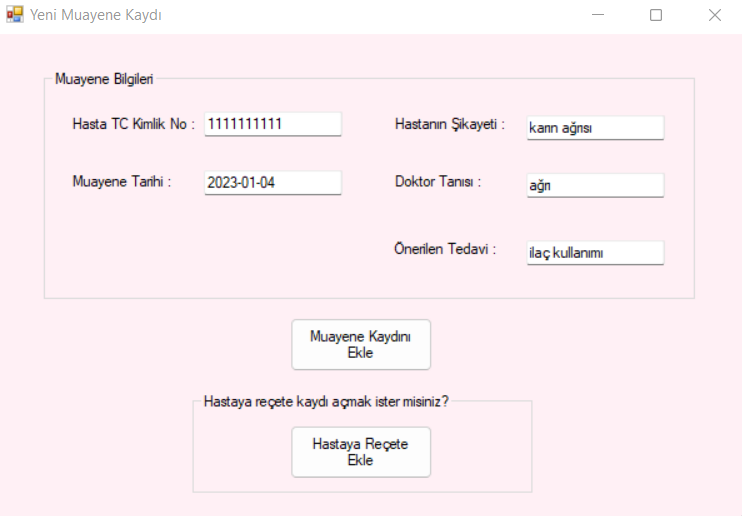 Yeni Muayene Kaydı
Muayene Bilgileri
Hasta TC Kimlik No : 1111111111
Hastanın Şikayeti : karın ağrısı
Muayene Tarihi : 2023-01-04
Doktor Tanısı : ağrı
Önerilen Tedavi : ilaç kullanımı
Muayene Kaydını
Ekle
Hastaya reçete kaydı açmak ister misiniz?
Hastaya Reçete
Ekle